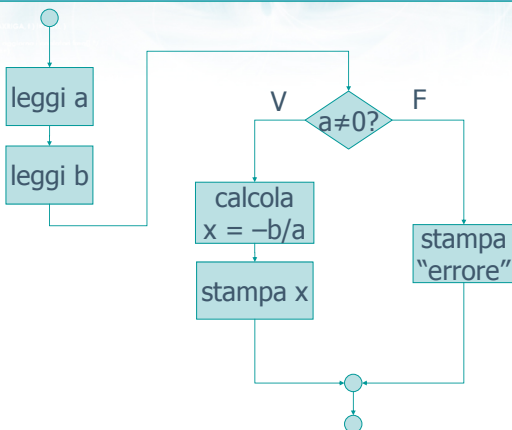 leggi a
leggi b
a≠0?
V
F
calcola
x = –b/a
stampa x
stampa
“errore”